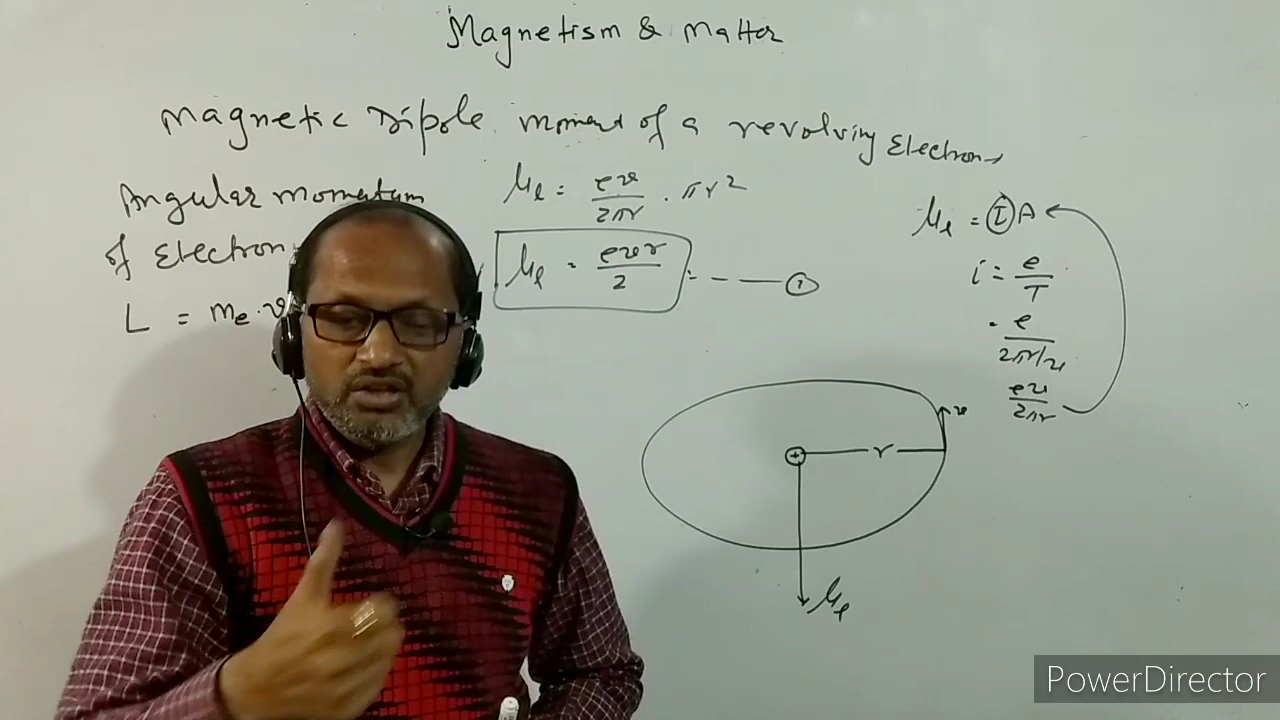 Magnetism & Matter
Magnetic Dipole moment of a revolving Electron
Angular momentum
of Electron
L = me.v
μl = ev/2πr . πr²
μl = evr/2 ----- ①
μl = IA
i = e/T
= e/2πr/v
ev/2πr
v
+
r
μl
PowerDirector